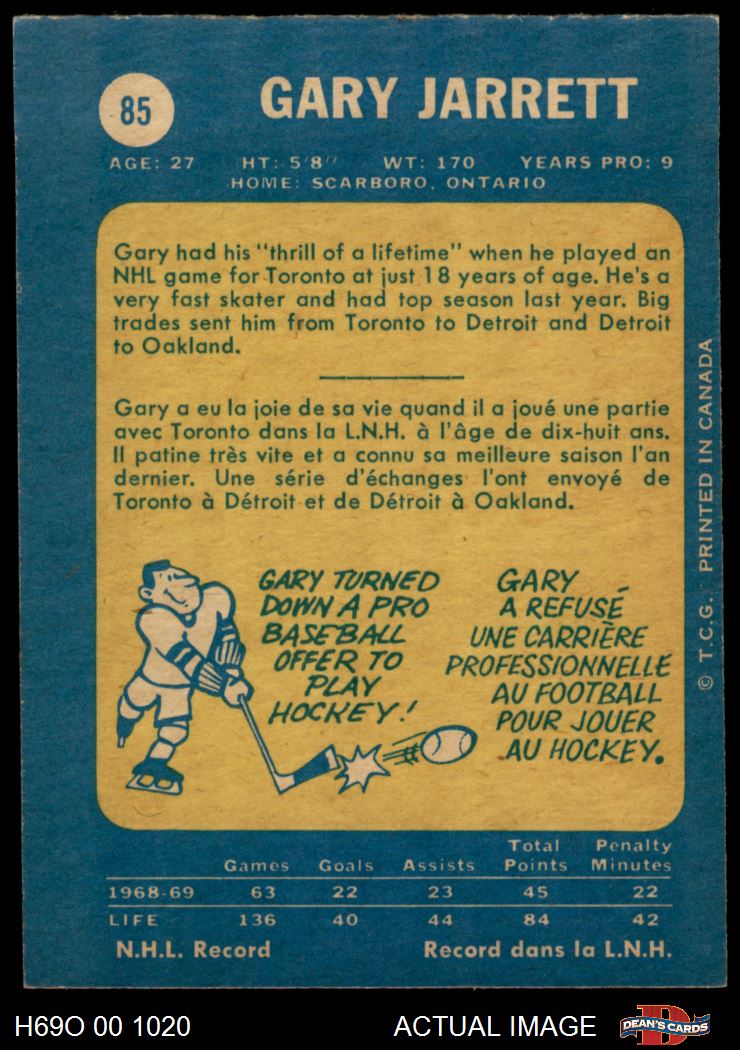 85
GARY JARRETT
AGE: 27 HT: 5'8" WT: 170 YEARS PRO: 9
HOME: SCARBORO, ONTARIO
Gary had his "thrill of a lifetime" when he played an
NHL game for Toronto at just 18 years of age. He's a
very fast skater and had top season last year. Big
trades sent him from Toronto to Detroit and Detroit
to Oakland.
Gary a eu la joie de sa vie quand il a joué une partie
avec Toronto dans la L.N.H. à l'âge de dix-huit ans.
Il patine très vite et a connu sa meilleure saison l'an
dernier. Une série d'échanges l'ont envoyé de
Toronto à Détroit et de Détroit à Oakland.
GARY TURNED
DOWN A PRO
BASEBALL
OFFER TO
PLAY
HOCKEY!
GARY
A REFUSÉ
UNE CARRIÈRE
PROFESSIONNELLE
AU FOOTBALL
POUR JOUER
AU HOCKEY.
© T.C.G. PRINTED IN CANADA
Games Goals Assists Total Points Penalty Minutes
1968-69 63 22 23 45 22
LIFE 136 40 44 84 42
N.H.L. Record Record dans la L.N.H.
H69O 00 1020 ACTUAL IMAGE D DEAN'S CARDS